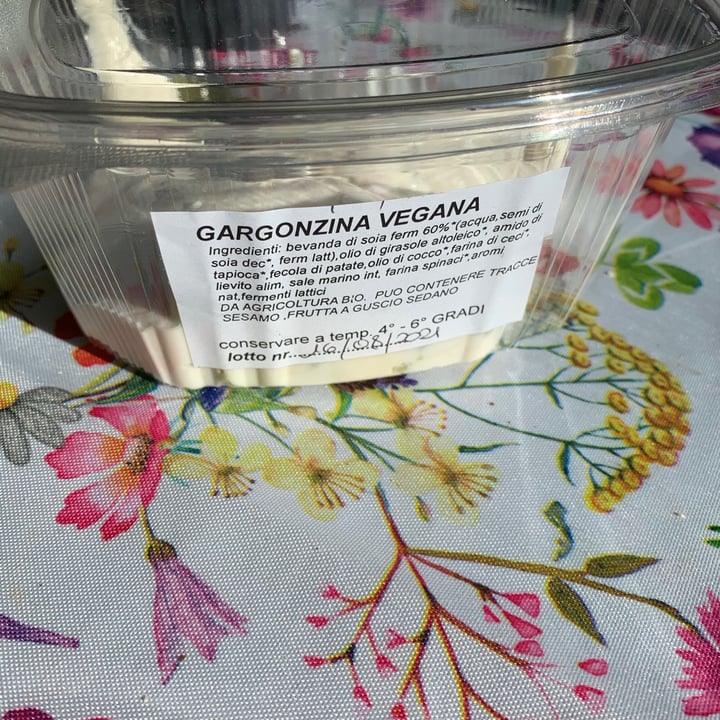 GARGONZINA VEGANA
Ingredienti: bevanda di soia ferm 60%*(acqua,semi di
soia dec*, ferm latt),olio di girasole altoleico*, amido di
tapioca*,fecola di patate,olio di cocco*,farina di ceci*,
lievito alim, sale marino int, farina spinaci*,aromi
nat,fermenti lattici
DA AGRICOLTURA BIO. PUO CONTENERE TRACCE
SESAMO ,FRUTTA A GUSCIO SEDANO
conservare a temp. 4° - 6° GRADI
lotto nr....16/08/2021